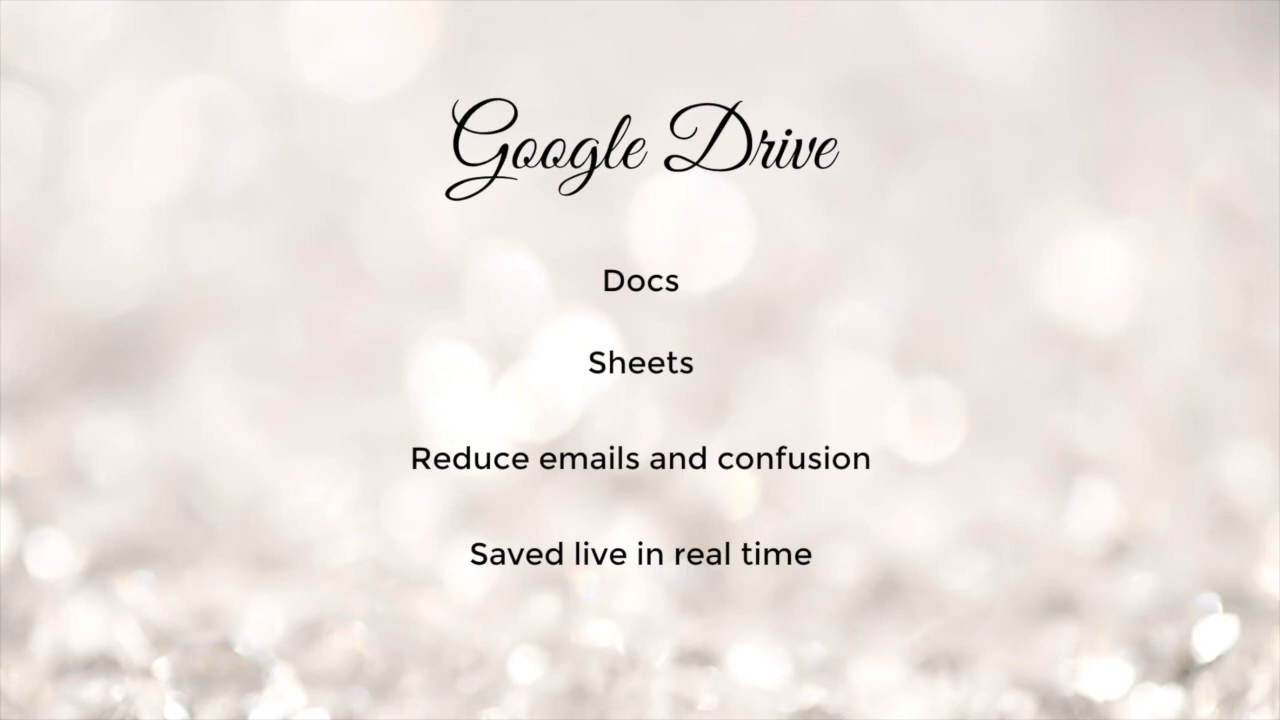 Google Drive
Docs
Sheets
Reduce emails and confusion
Saved live in real time